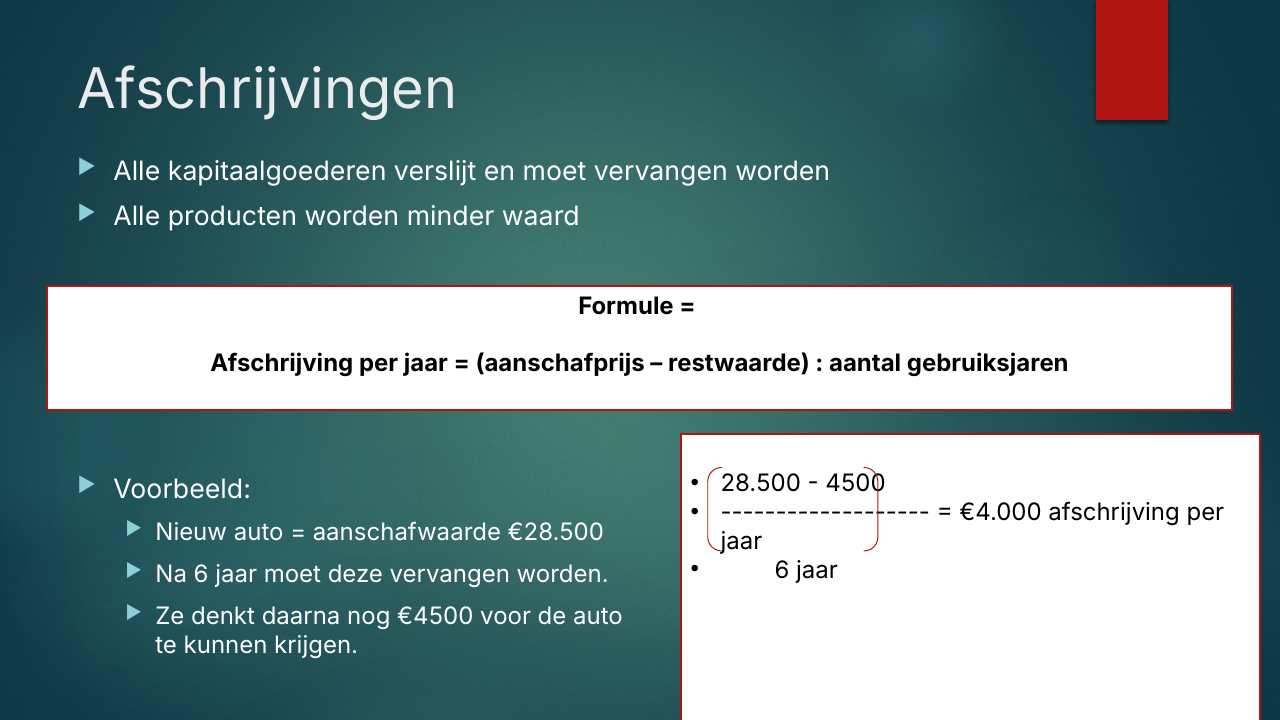 Afschrijvingen
Alle kapitaalgoederen verslijt en moet vervangen worden
Alle producten worden minder waard
Formule =
Afschrijving per jaar = (aanschafprijs – restwaarde) : aantal gebruiksjaren
Voorbeeld:
Nieuw auto = aanschafwaarde €28.500
Na 6 jaar moet deze vervangen worden.
Ze denkt daarna nog €4500 voor de auto
te kunnen krijgen.
• 28.500 - 4500
• ------------------- = €4.000 afschrijving per
jaar
• 6 jaar